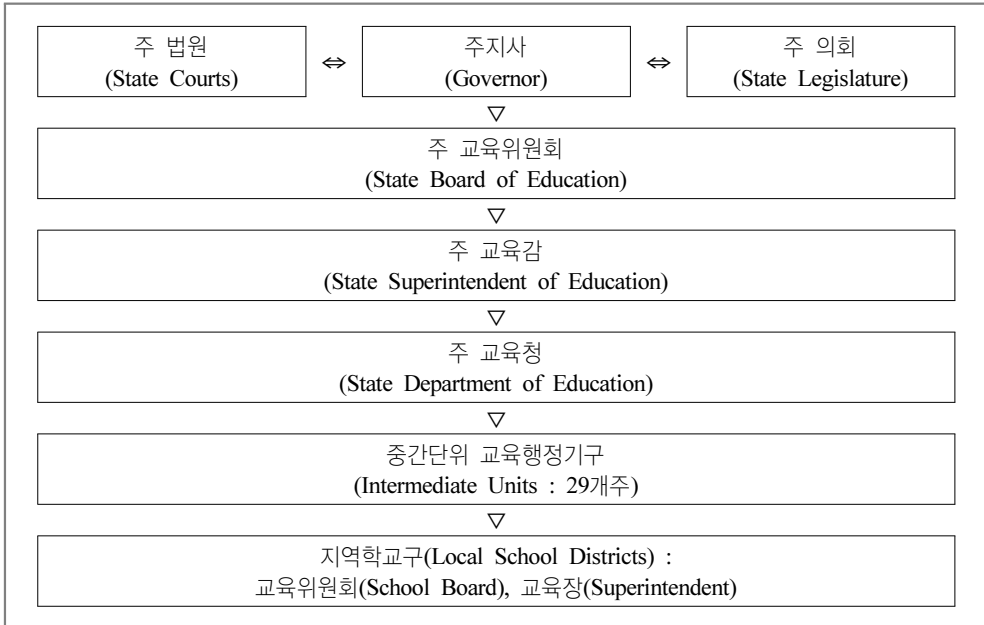 주 법원
(State Courts)
⇔
주지사
(Governor)
⇔
주 의회
(State Legislature)
▽
주 교육위원회
(State Board of Education)
▽
주 교육감
(State Superintendent of Education)
▽
주 교육청
(State Department of Education)
▽
중간단위 교육행정기구
(Intermediate Units : 29개주)
▽
지역학교구(Local School Districts) :
교육위원회(School Board), 교육장(Superintendent)